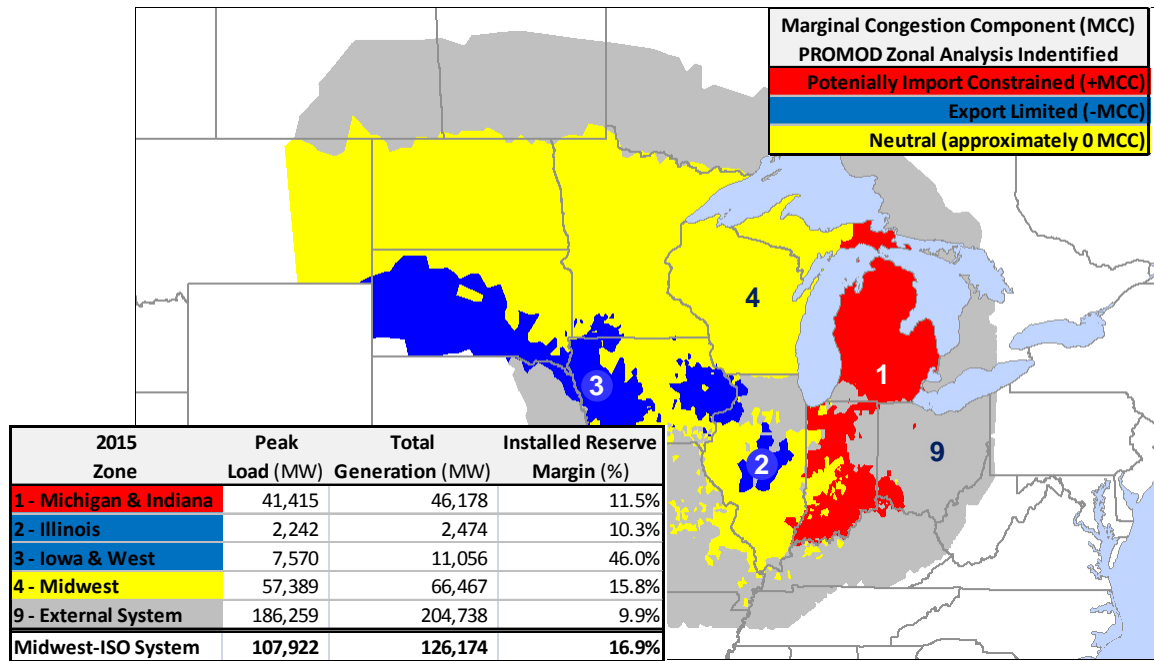 Marginal Congestion Component (MCC)
PROMOD Zonal Analysis Indentified
Potenially Import Constrained (+MCC)
Export Limited (-MCC)
Neutral (approximately 0 MCC)
4
1
3
2
9
2015 Peak Total Installed Reserve
Zone Load (MW) Generation (MW) Margin (%)
1 - Michigan & Indiana 41,415 46,178 11.5%
2 - Illinois 2,242 2,474 10.3%
3 - Iowa & West 7,570 11,056 46.0%
4 - Midwest 57,389 66,467 15.8%
9 - External System 186,259 204,738 9.9%
Midwest-ISO System 107,922 126,174 16.9%